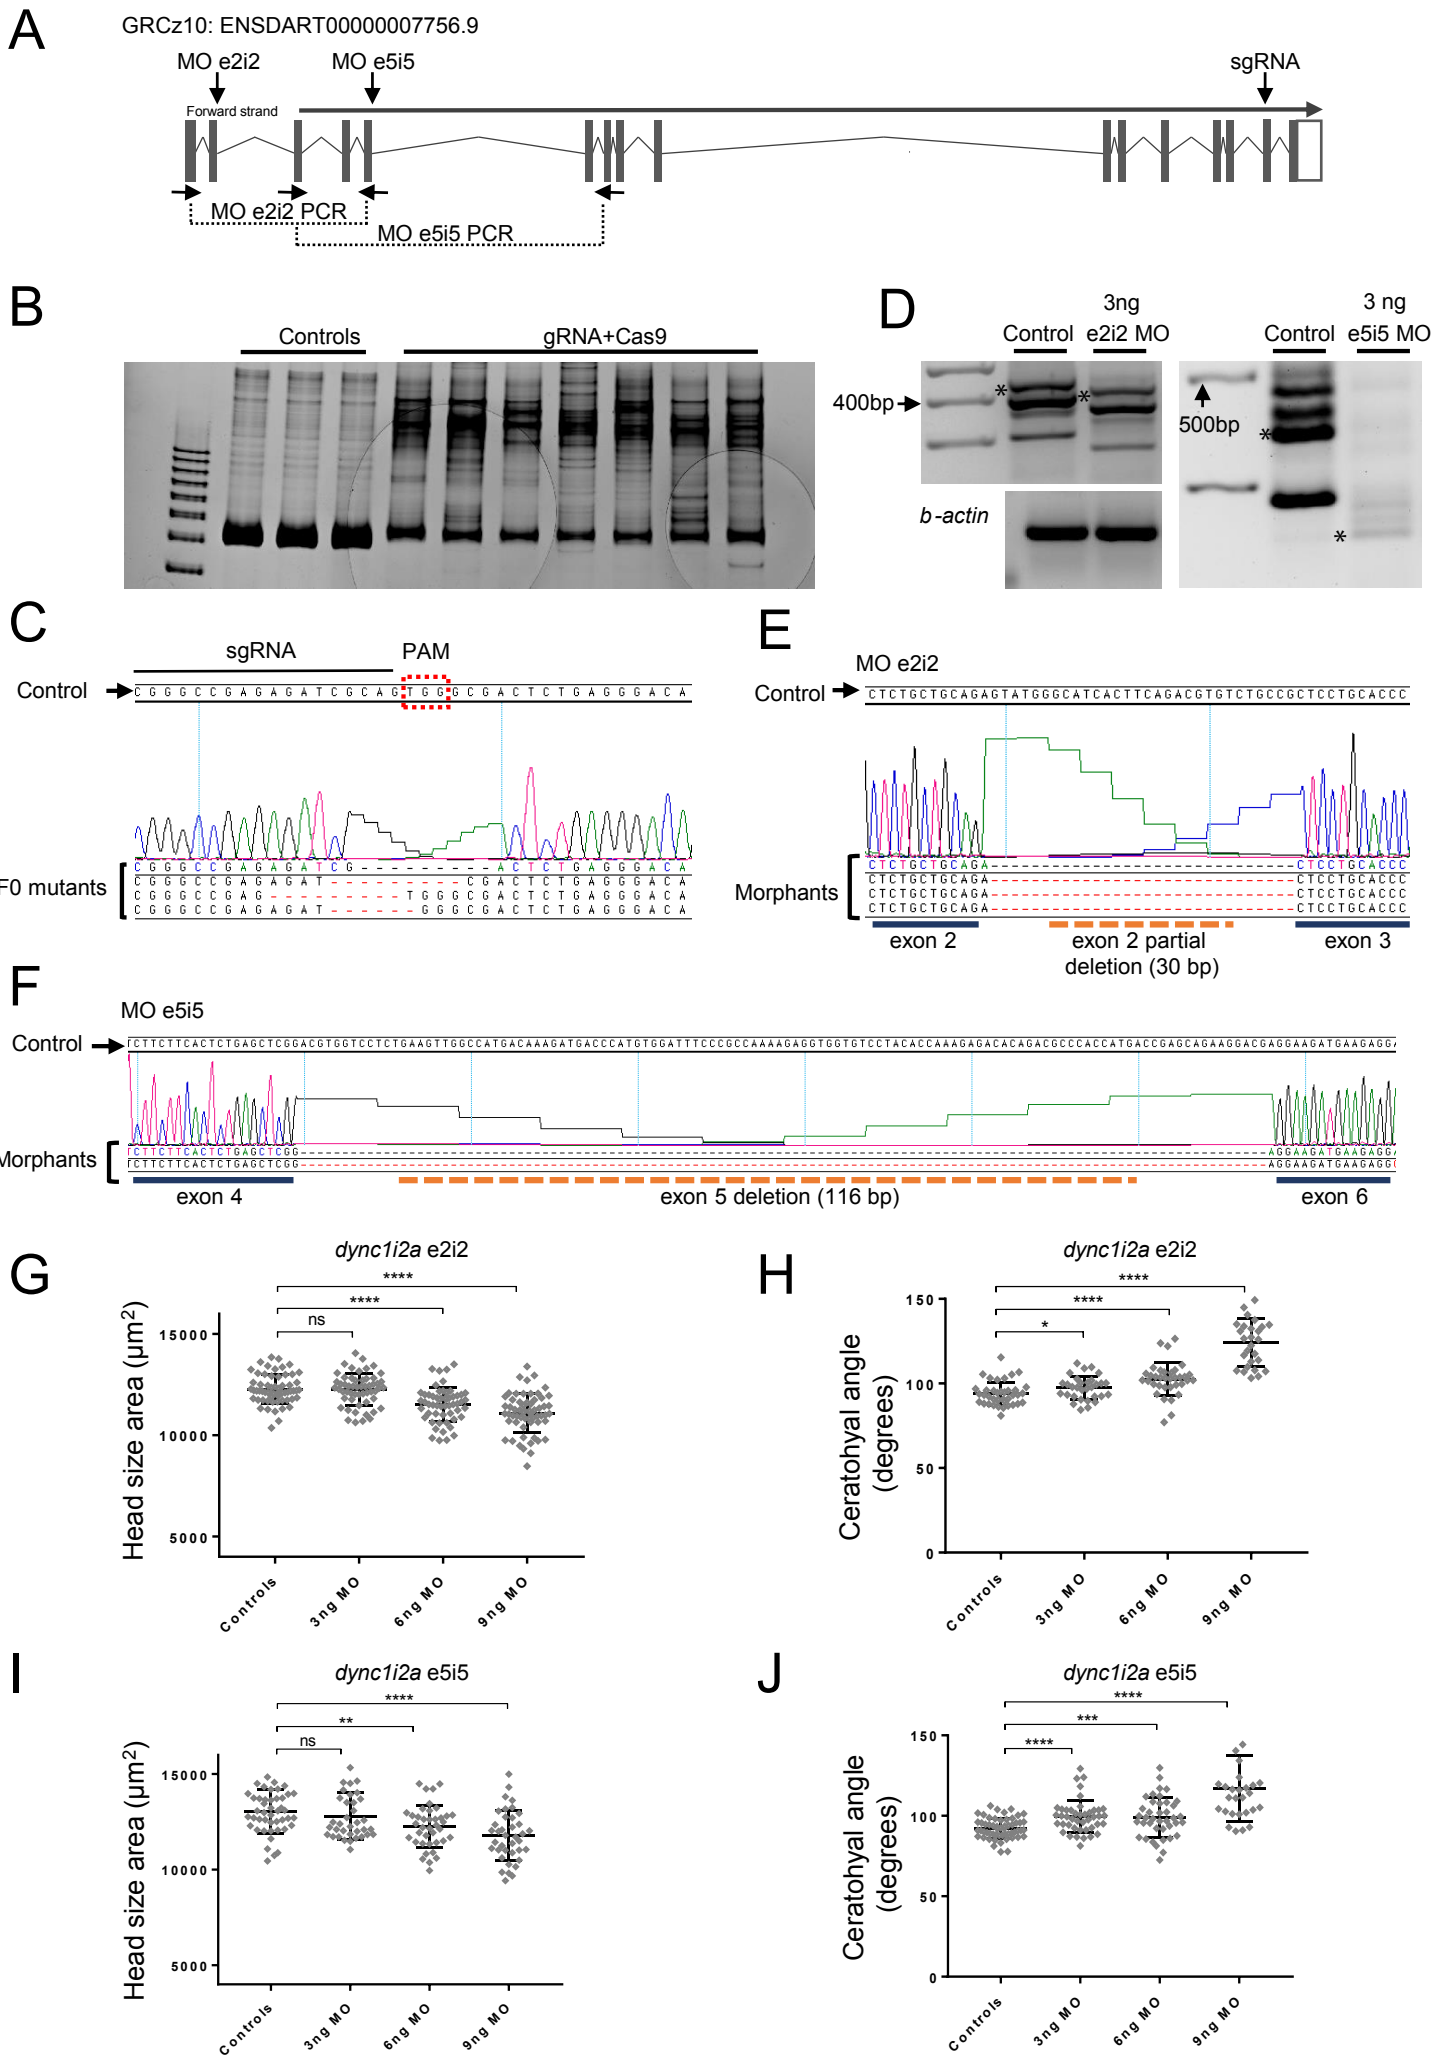 A
GRCz10: ENSDART00000007756.9
MO e2i2
MO e5i5
sgRNA
Forward strand
MO e2i2 PCR
MO e5i5 PCR
B
Controls
gRNA+Cas9
D
Control
3ng
e2i2 MO
Control
3 ng
e5i5 MO
400bp
*
*
500bp
*
*
b-actin
C
sgRNA
PAM
Control
CGGGCCGAGAGATCGCAGTGGGCGACTCTGAGGGACA
F0 mutants
CGGGCCGAGAGATCG----------ACTCTGAGGGACA
CGGGCCGAGAGAT---------CGACTCTGAGGGACA
CGGGCCGAG---------TGGGCGACTCTGAGGGACA
CGGGCCGAGAGAT------GGGCGACTCTGAGGGACA
E
MO e2i2
Control
CTCTGCTGCAGAGTATGGGCATCACTTCAGACGTGTCTGCCGCTCCTGCACCC
Morphants
CTCTGCTGCAGA------------------------------CTCCTGCACCC
CTCTGCTGCAGA------------------------------CTCCTGCACCC
CTCTGCTGCAGA------------------------------CTCCTGCACCC
CTCTGCTGCAGA------------------------------CTCCTGCACCC
exon 2
exon 2 partial
deletion (30 bp)
exon 3
F
MO e5i5
Control
TCTTCTTCACTCTGAGCTCGGACGTGGTCCTCTGAAGTTGGCCATGACAAAGATGACCCATGTGGATTTCCCGCCAAAAGAGGTGGTGTCCTACACCAAAGAGACACAGACGCCCACCATGACCGAGCAGAAGGACGAGGAAGATGAAGAGGA
Morphants
TCTTCTTCACTCTGAGCTCGG
AGGAAGATGAAGAGGA
TCTTCTTCACTCTGAGCTCGG
AGGAAGATGAAGAGGG
exon 4
exon 5 deletion (116 bp)
exon 6
G
dync1i2a e2i2
****
****
ns
Head size area (µm²)
15000
10000
5000
Controls
3ng MO
6ng MO
9ng MO
H
dync1i2a e2i2
****
****
*
Ceratohyal angle
(degrees)
150
100
50
0
Controls
3ng MO
6ng MO
9ng MO
I
dync1i2a e5i5
****
**
ns
Head size area (µm²)
15000
10000
5000
Controls
3ng MO
6ng MO
9ng MO
J
dync1i2a e5i5
****
***
****
Ceratohyal angle
(degrees)
150
100
50
0
Controls
3ng MO
6ng MO
9ng MO